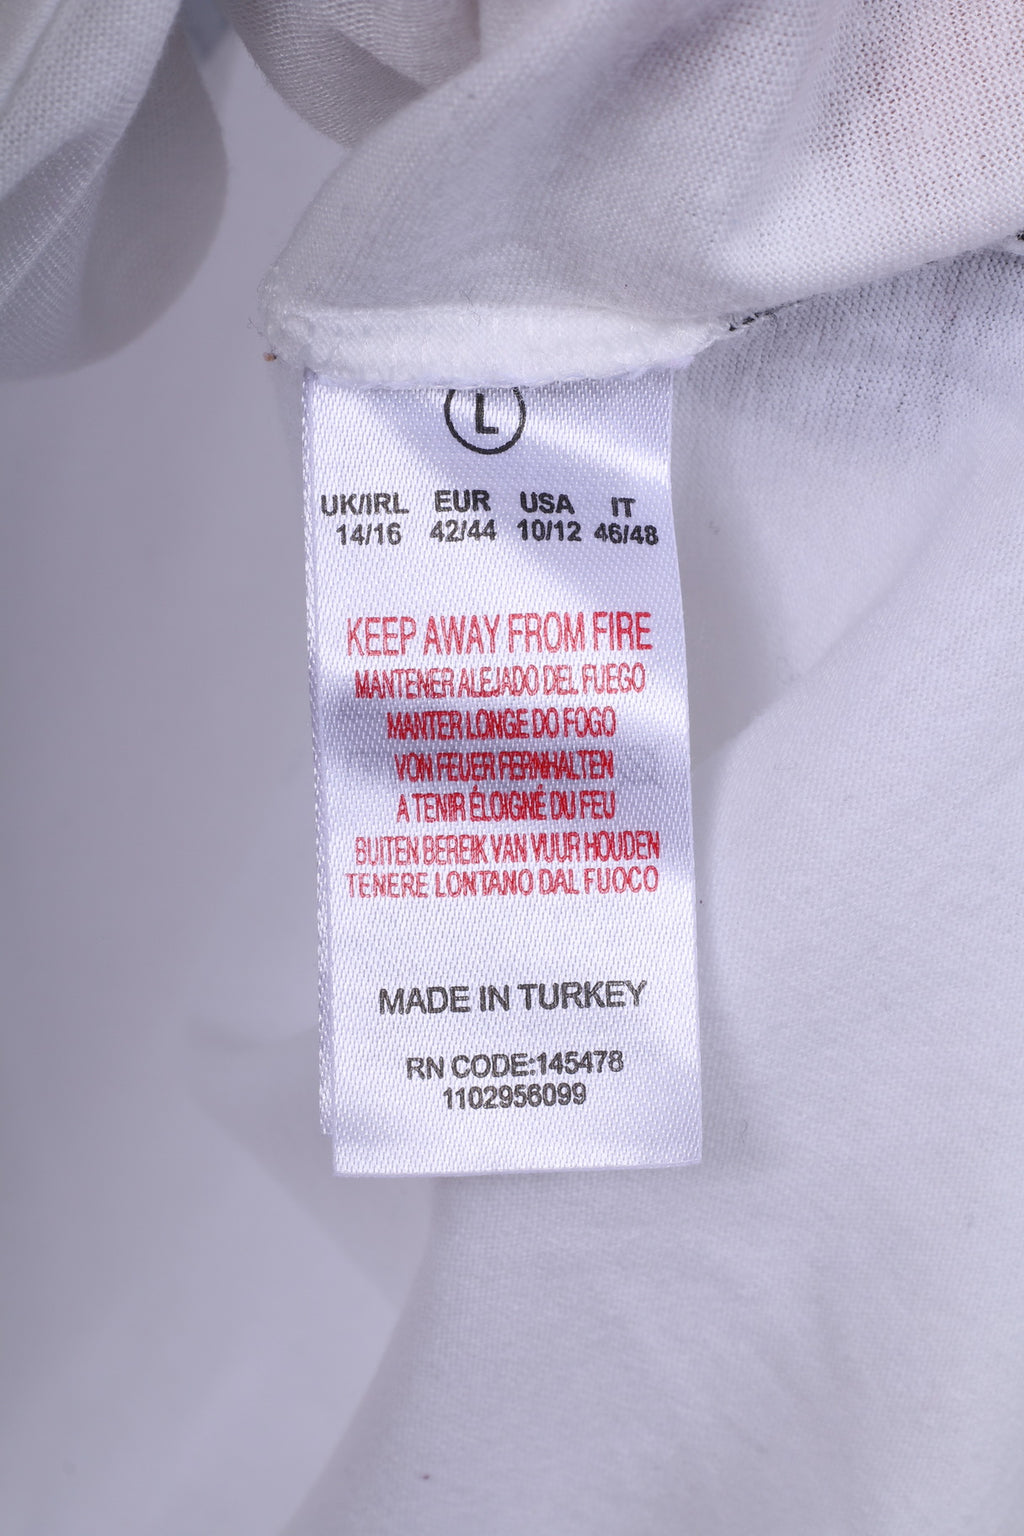 L
UK/IRL EUR USA IT
14/16 42/44 10/12 46/48
KEEP AWAY FROM FIRE
MANTENER ALEJADO DEL FUEGO
MANTER LONGE DO FOGO
VON FEUER FERNHALTEN
A TENIR ÉLOIGNÉ DU FEU
BUITEN BEREIK VAN VUUR HOUDEN
TENERE LONTANO DAL FUOCO
MADE IN TURKEY
RN CODE:145478
1102956099